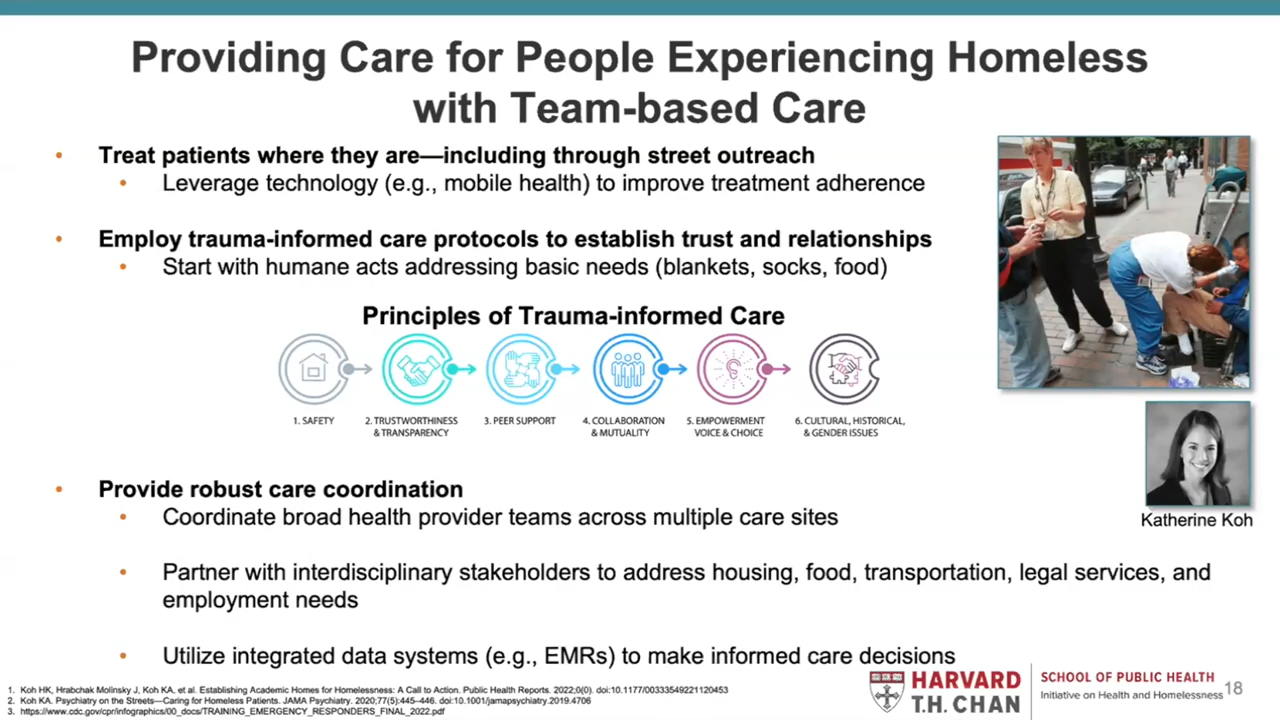 Providing Care for People Experiencing Homeless
with Team-based Care
• Treat patients where they are—including through street outreach
• Leverage technology (e.g., mobile health) to improve treatment adherence
• Employ trauma-informed care protocols to establish trust and relationships
• Start with humane acts addressing basic needs (blankets, socks, food)
Principles of Trauma-informed Care
1. SAFETY
2. TRUSTWORTHINESS
& TRANSPARENCY
3. PEER SUPPORT
4. COLLABORATION
& MUTUALITY
5. EMPOWERMENT
VOICE & CHOICE
6. CULTURAL, HISTORICAL,
& GENDER ISSUES
Katherine Koh
• Provide robust care coordination
• Coordinate broad health provider teams across multiple care sites
• Partner with interdisciplinary stakeholders to address housing, food, transportation, legal services, and
employment needs
• Utilize integrated data systems (e.g., EMRs) to make informed care decisions
1. Koh HK, Hrabchak Molinsky J, Koh KA, et al. Establishing Academic Homes for Homelessness: A Call to Action. Public Health Reports. 2022;0(0). doi:10.1177/00333549221120453
2. Koh KA. Psychiatry on the Streets—Caring for Homeless Patients. JAMA Psychiatry. 2020;77(5):445–446. doi:10.1001/jamapsychiatry.2019.4706
3. https://www.cdc.gov/cpr/infographics/00_docs/TRAINING_EMERGENCY_RESPONDERS_FINAL_2022.pdf
HARVARD
T.H. CHAN
SCHOOL OF PUBLIC HEALTH
Initiative on Health and Homelessness
18